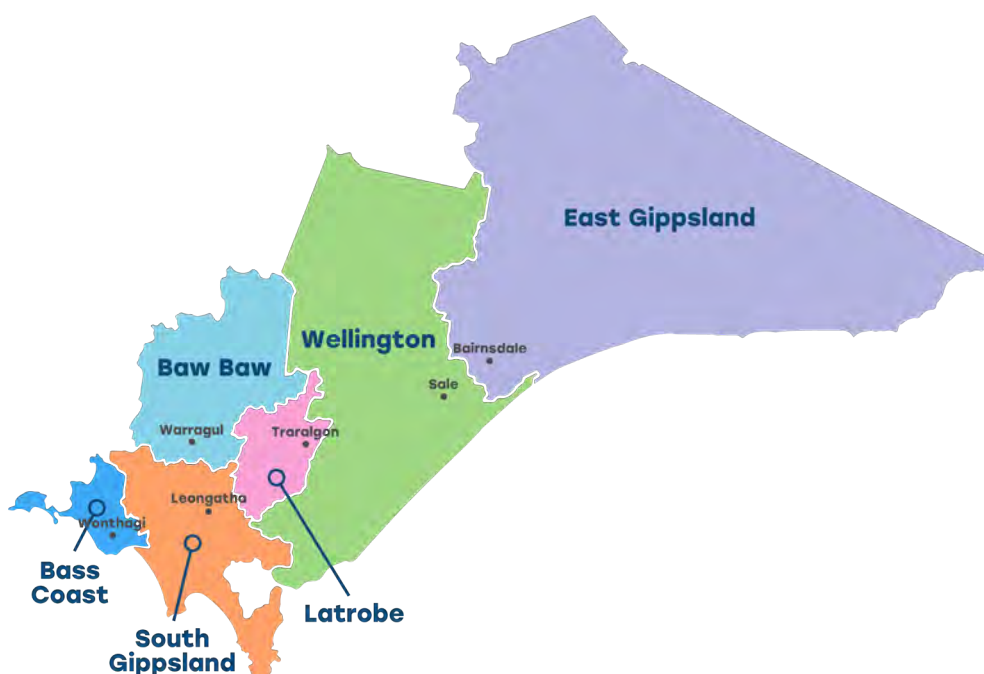 East Gippsland
Wellington
Bairnsdale
Baw Baw
Sale
Warragul
Traralgon
Leongatha
Wonthagi
Bass
Coast
Latrobe
South
Gippsland